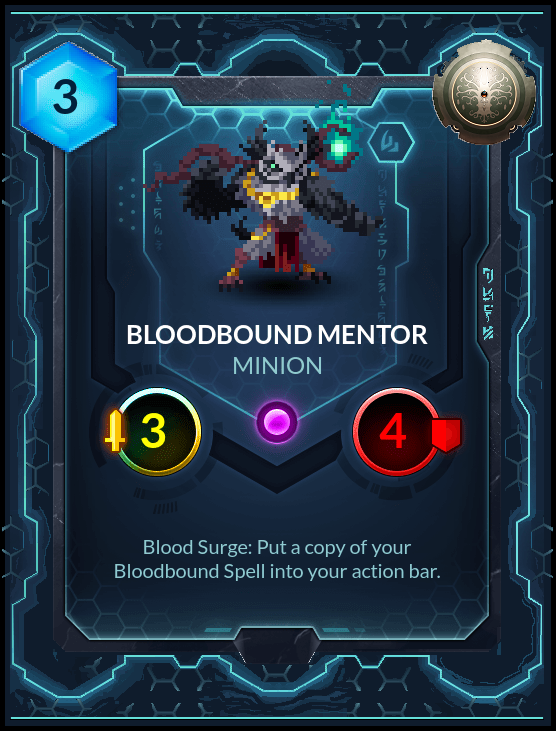 3
BLOODBOUND MENTOR
MINION
3
4
Blood Surge: Put a copy of your
Bloodbound Spell into your action bar.